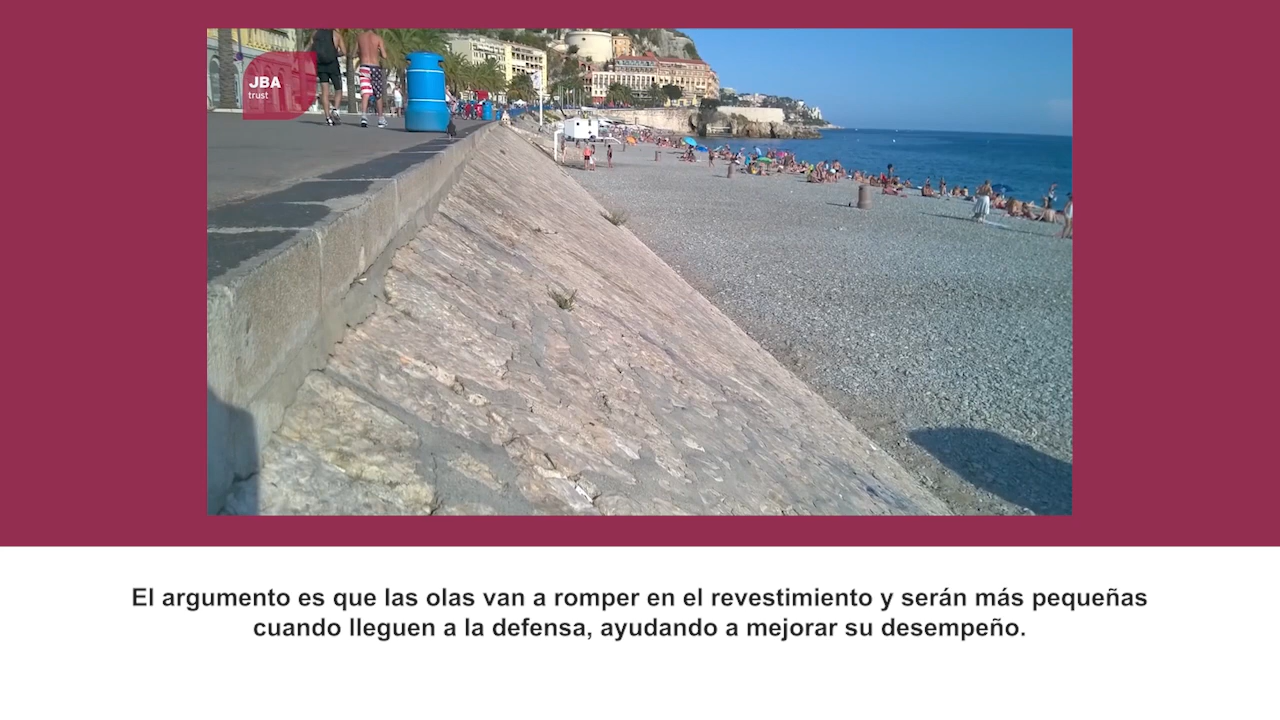 JBA
trust
El argumento es que las olas van a romper en el revestimiento y serán más pequeñas
cuando lleguen a la defensa, ayudando a mejorar su desempeño.